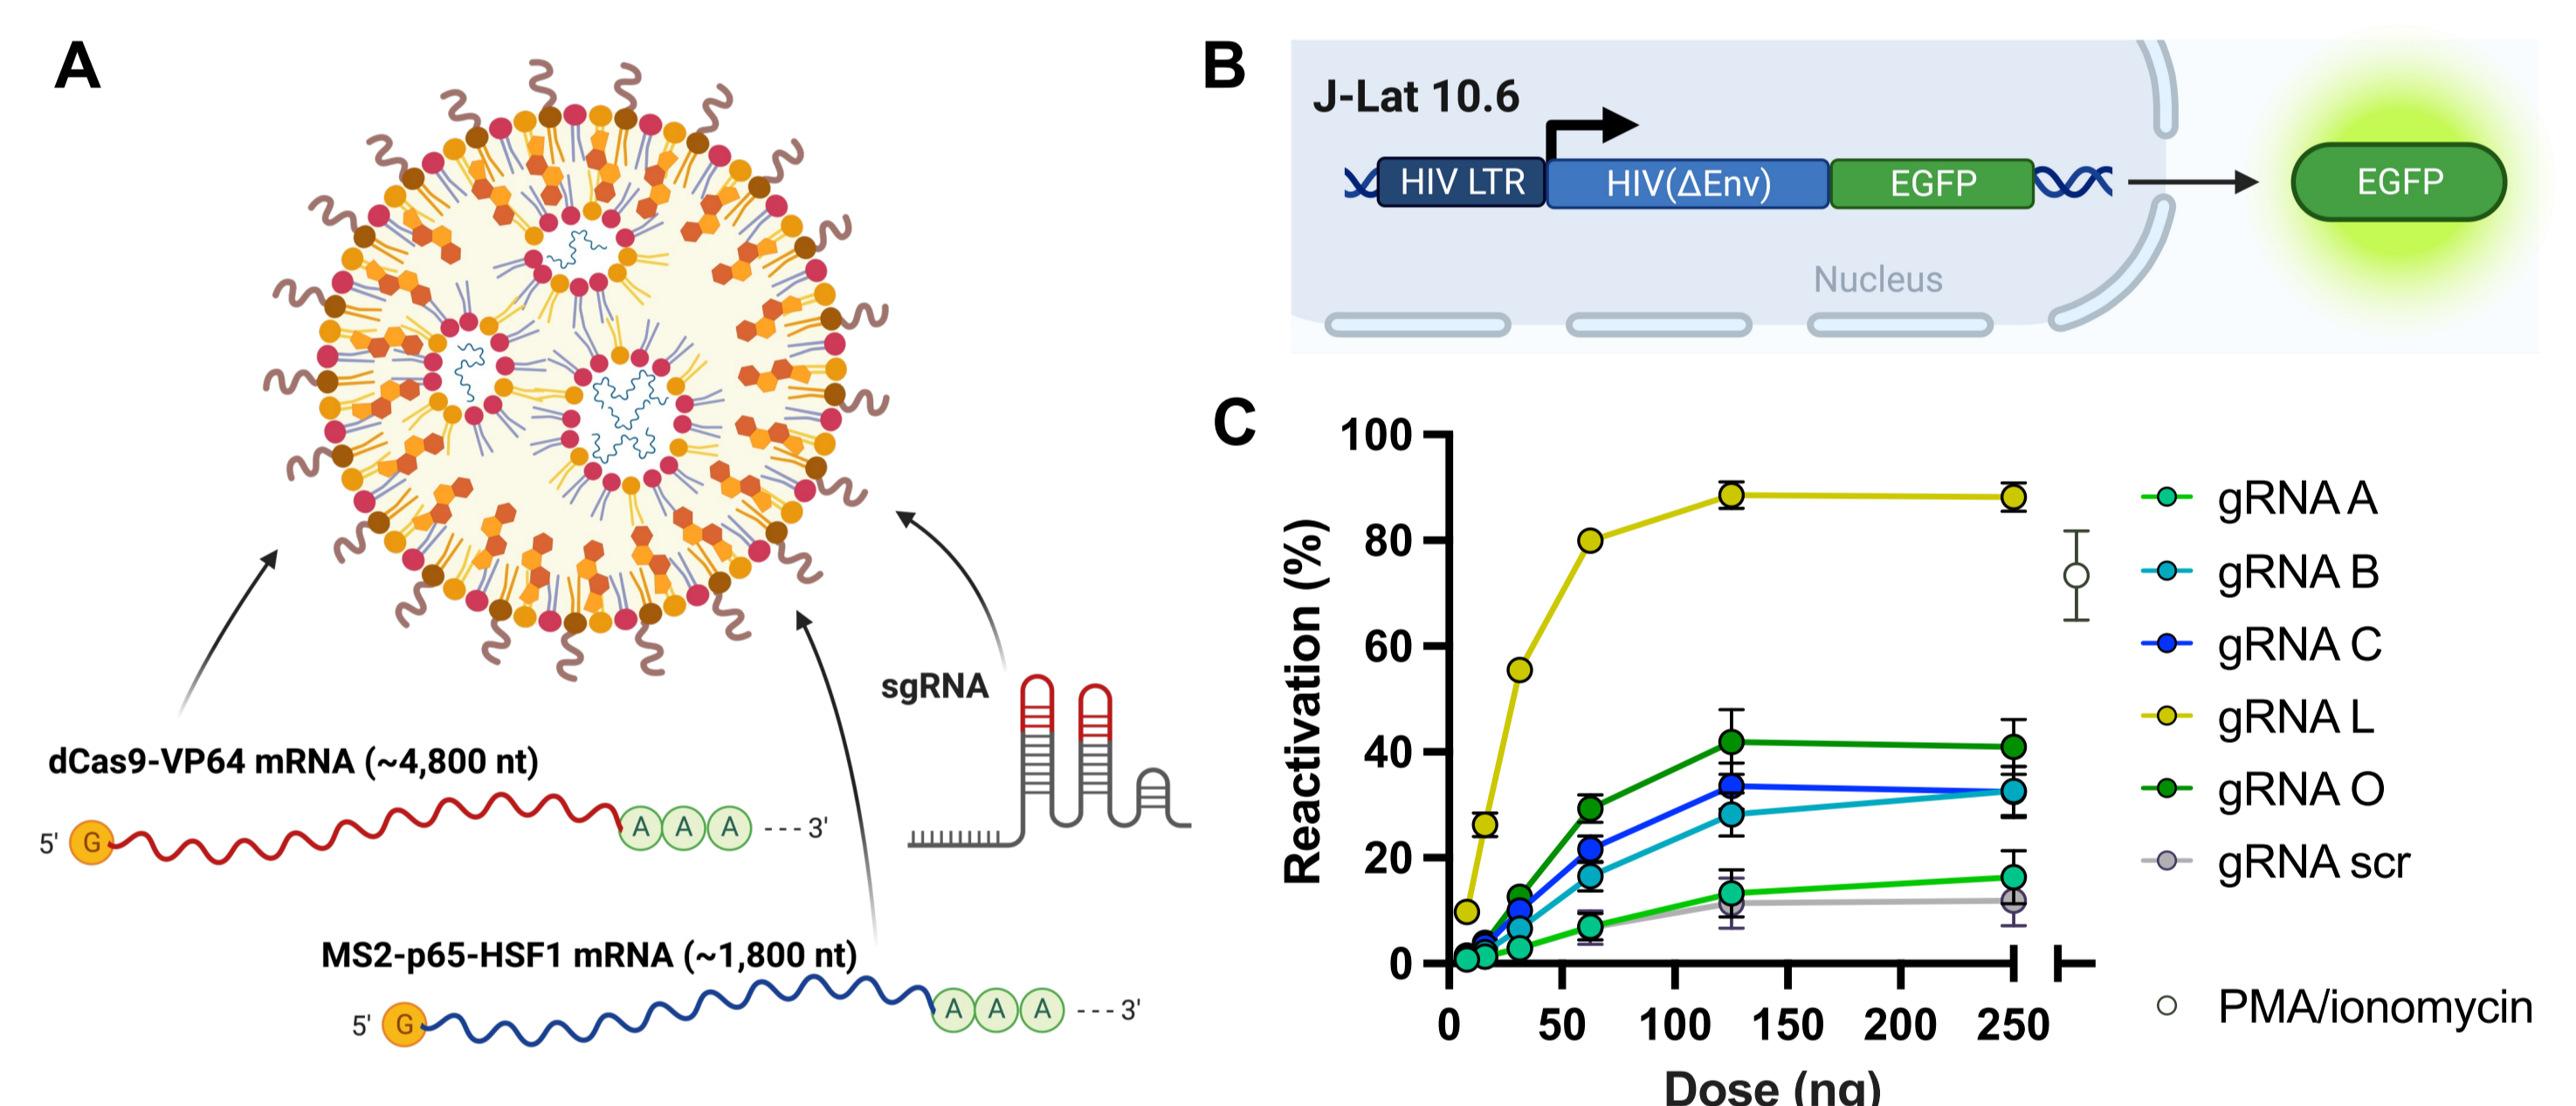 A
dCas9-VP64 mRNA (~4,800 nt)
5' G A A A ---3'
MS2-p65-HSF1 mRNA (~1,800 nt)
5' G A A A ---3'
sgRNA
B
J-Lat 10.6
HIV LTR HIV(ΔEnv) EGFP
EGFP
Nucleus
C
Reactivation (%)
100
80
60
40
20
0
0 50 100 150 200 250
Dose (ng)
gRNA A
gRNA B
gRNA C
gRNA L
gRNA O
gRNA scr
PMA/ionomycin